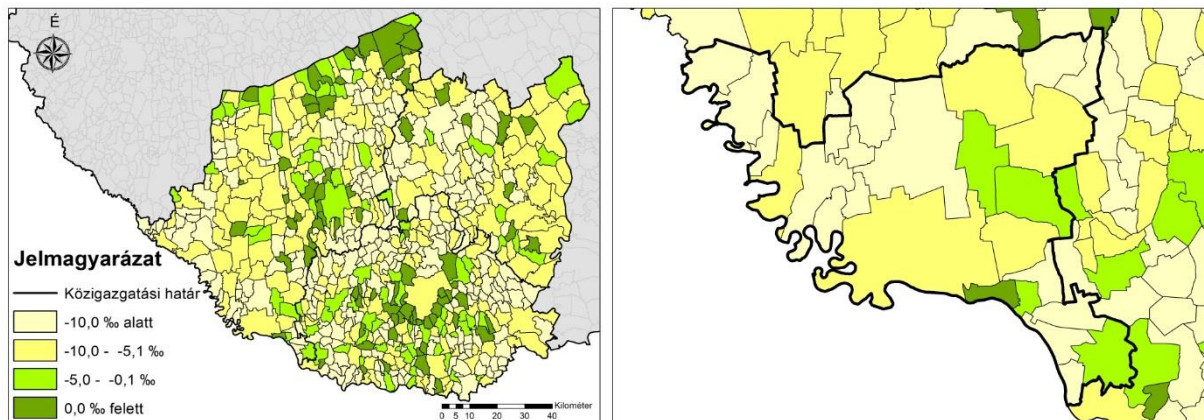 É
Jelmagyarázat
Közigazgatási határ
-10,0 ‰ alatt
-10,0 - -5,1 ‰
-5,0 - -0,1 ‰
0,0 ‰ felett
Kilométer
0 5 10 20 30 40